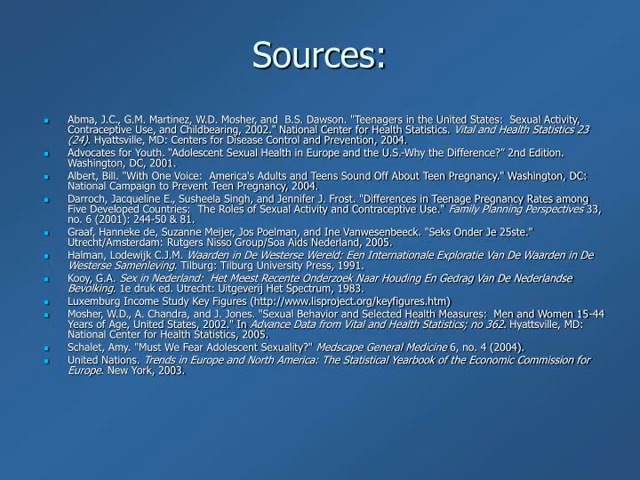 Sources:
Abma, J.C., G.M. Martinez, W.D. Mosher, and  B.S. Dawson. "Teenagers in the United States:  Sexual Activity,
Contraceptive Use, and Childbearing, 2002." National Center for Health Statistics. Vital and Health Statistics 23
(24). Hyattsville, MD: Centers for Disease Control and Prevention, 2004.
Advocates for Youth. “Adolescent Sexual Health in Europe and the U.S.-Why the Difference?” 2nd Edition.
Washington, DC, 2001.
Albert, Bill. "With One Voice:  America's Adults and Teens Sound Off About Teen Pregnancy." Washington, DC:
National Campaign to Prevent Teen Pregnancy, 2004.
Darroch, Jacqueline E., Susheela Singh, and Jennifer J. Frost. "Differences in Teenage Pregnancy Rates among
Five Developed Countries:  The Roles of Sexual Activity and Contraceptive Use." Family Planning Perspectives 33,
no. 6 (2001): 244-50 & 81.
Graaf, Hanneke de, Suzanne Meijer, Jos Poelman, and Ine Vanwesenbeeck. "Seks Onder Je 25ste."
Utrecht/Amsterdam: Rutgers Nisso Group/Soa Aids Nederland, 2005.
Halman, Lodewijk C.J.M. Waarden in De Westerse Wereld: Een Internationale Exploratie Van De Waarden in De
Westerse Samenleving. Tilburg: Tilburg University Press, 1991.
Kooy, G.A. Sex in Nederland:  Het Meest Recente Onderzoek Naar Houding En Gedrag Van De Nederlandse
Bevolking. 1e druk ed. Utrecht: Uitgeverij Het Spectrum, 1983.
Luxemburg Income Study Key Figures (http://www.lisproject.org/keyfigures.htm)
Mosher, W.D., A. Chandra, and J. Jones. "Sexual Behavior and Selected Health Measures:  Men and Women 15-44
Years of Age, United States, 2002." In Advance Data from Vital and Health Statistics; no 362. Hyattsville, MD:
National Center for Health Statistics, 2005.
Schalet, Amy. "Must We Fear Adolescent Sexuality?" Medscape General Medicine 6, no. 4 (2004).
United Nations. Trends in Europe and North America: The Statistical Yearbook of the Economic Commission for
Europe. New York, 2003.